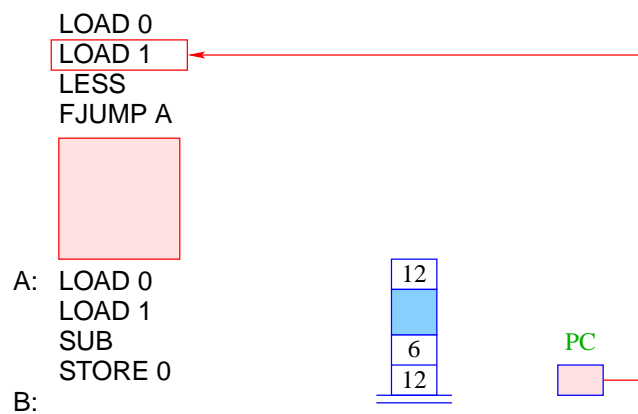 LOAD 0
LOAD 1
LESS
FJUMP A
A: LOAD 0
LOAD 1
SUB
STORE 0
B:
12
6
12
PC